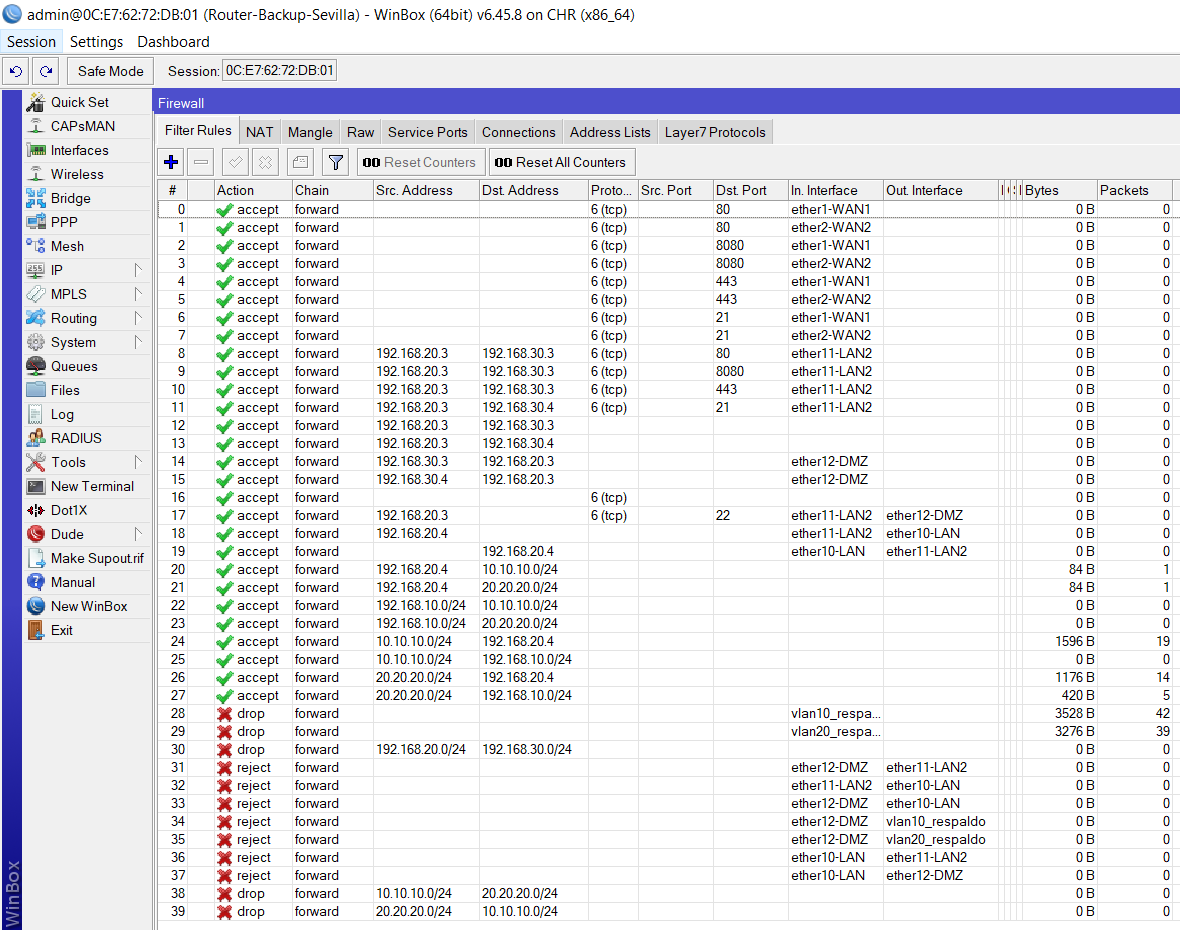 admin@0C:E7:62:72:DB:01 (Router-Backup-Sevilla) - WinBox (64bit) v6.45.8 on CHR (x86_64)
Session Settings Dashboard
Safe Mode Session: 0C:E7:62:72:DB:01
Quick Set
CAPsMAN
Interfaces
Wireless
Bridge
PPP
Mesh
IP
MPLS
Routing
System
Queues
Files
Log
RADIUS
Tools
New Terminal
Dot1X
Dude
Make Supout.rif
Manual
New WinBox
Exit
WinBox
Firewall
Filter Rules NAT Mangle Raw Service Ports Connections Address Lists Layer7 Protocols
Reset Counters Reset All Counters
# Action Chain Src. Address Dst. Address Proto... Src. Port Dst. Port In. Interface Out. Interface Bytes Packets
0 accept forward 6 (tcp) 80 ether1-WAN1 0 B 0
1 accept forward 6 (tcp) 80 ether2-WAN2 0 B 0
2 accept forward 6 (tcp) 8080 ether1-WAN1 0 B 0
3 accept forward 6 (tcp) 8080 ether2-WAN2 0 B 0
4 accept forward 6 (tcp) 443 ether1-WAN1 0 B 0
5 accept forward 6 (tcp) 443 ether2-WAN2 0 B 0
6 accept forward 6 (tcp) 21 ether1-WAN1 0 B 0
7 accept forward 6 (tcp) 21 ether2-WAN2 0 B 0
8 accept forward 192.168.20.3 192.168.30.3 6 (tcp) 80 ether11-LAN2 0 B 0
9 accept forward 192.168.20.3 192.168.30.3 6 (tcp) 8080 ether11-LAN2 0 B 0
10 accept forward 192.168.20.3 192.168.30.3 6 (tcp) 443 ether11-LAN2 0 B 0
11 accept forward 192.168.20.3 192.168.30.4 6 (tcp) 21 ether11-LAN2 0 B 0
12 accept forward 192.168.20.3 192.168.30.3 0 B 0
13 accept forward 192.168.20.3 192.168.30.4 0 B 0
14 accept forward 192.168.30.3 192.168.20.3 ether12-DMZ 0 B 0
15 accept forward 192.168.30.4 192.168.20.3 ether12-DMZ 0 B 0
16 accept forward 6 (tcp) 0 B 0
17 accept forward 192.168.20.3 6 (tcp) 22 ether11-LAN2 ether12-DMZ 0 B 0
18 accept forward 192.168.20.4 ether11-LAN2 ether10-LAN 0 B 0
19 accept forward 192.168.20.4 ether10-LAN ether11-LAN2 0 B 0
20 accept forward 192.168.20.4 10.10.10.0/24 84 B 1
21 accept forward 192.168.20.4 20.20.20.0/24 84 B 1
22 accept forward 192.168.10.0/24 10.10.10.0/24 0 B 0
23 accept forward 192.168.10.0/24 20.20.20.0/24 0 B 0
24 accept forward 10.10.10.0/24 192.168.20.4 1596 B 19
25 accept forward 10.10.10.0/24 192.168.10.0/24 0 B 0
26 accept forward 20.20.20.0/24 192.168.20.4 1176 B 14
27 accept forward 20.20.20.0/24 192.168.10.0/24 420 B 5
28 drop forward vlan10_respa... 3528 B 42
29 drop forward vlan20_respa... 3276 B 39
30 drop forward 192.168.20.0/24 192.168.30.0/24 0 B 0
31 reject forward ether12-DMZ ether11-LAN2 0 B 0
32 reject forward ether11-LAN2 ether10-LAN 0 B 0
33 reject forward ether12-DMZ ether10-LAN 0 B 0
34 reject forward ether12-DMZ vlan10_respaldo 0 B 0
35 reject forward ether12-DMZ vlan20_respaldo 0 B 0
36 reject forward ether10-LAN ether11-LAN2 0 B 0
37 reject forward ether10-LAN ether12-DMZ 0 B 0
38 drop forward 10.10.10.0/24 20.20.20.0/24 0 B 0
39 drop forward 20.20.20.0/24 10.10.10.0/24 0 B 0